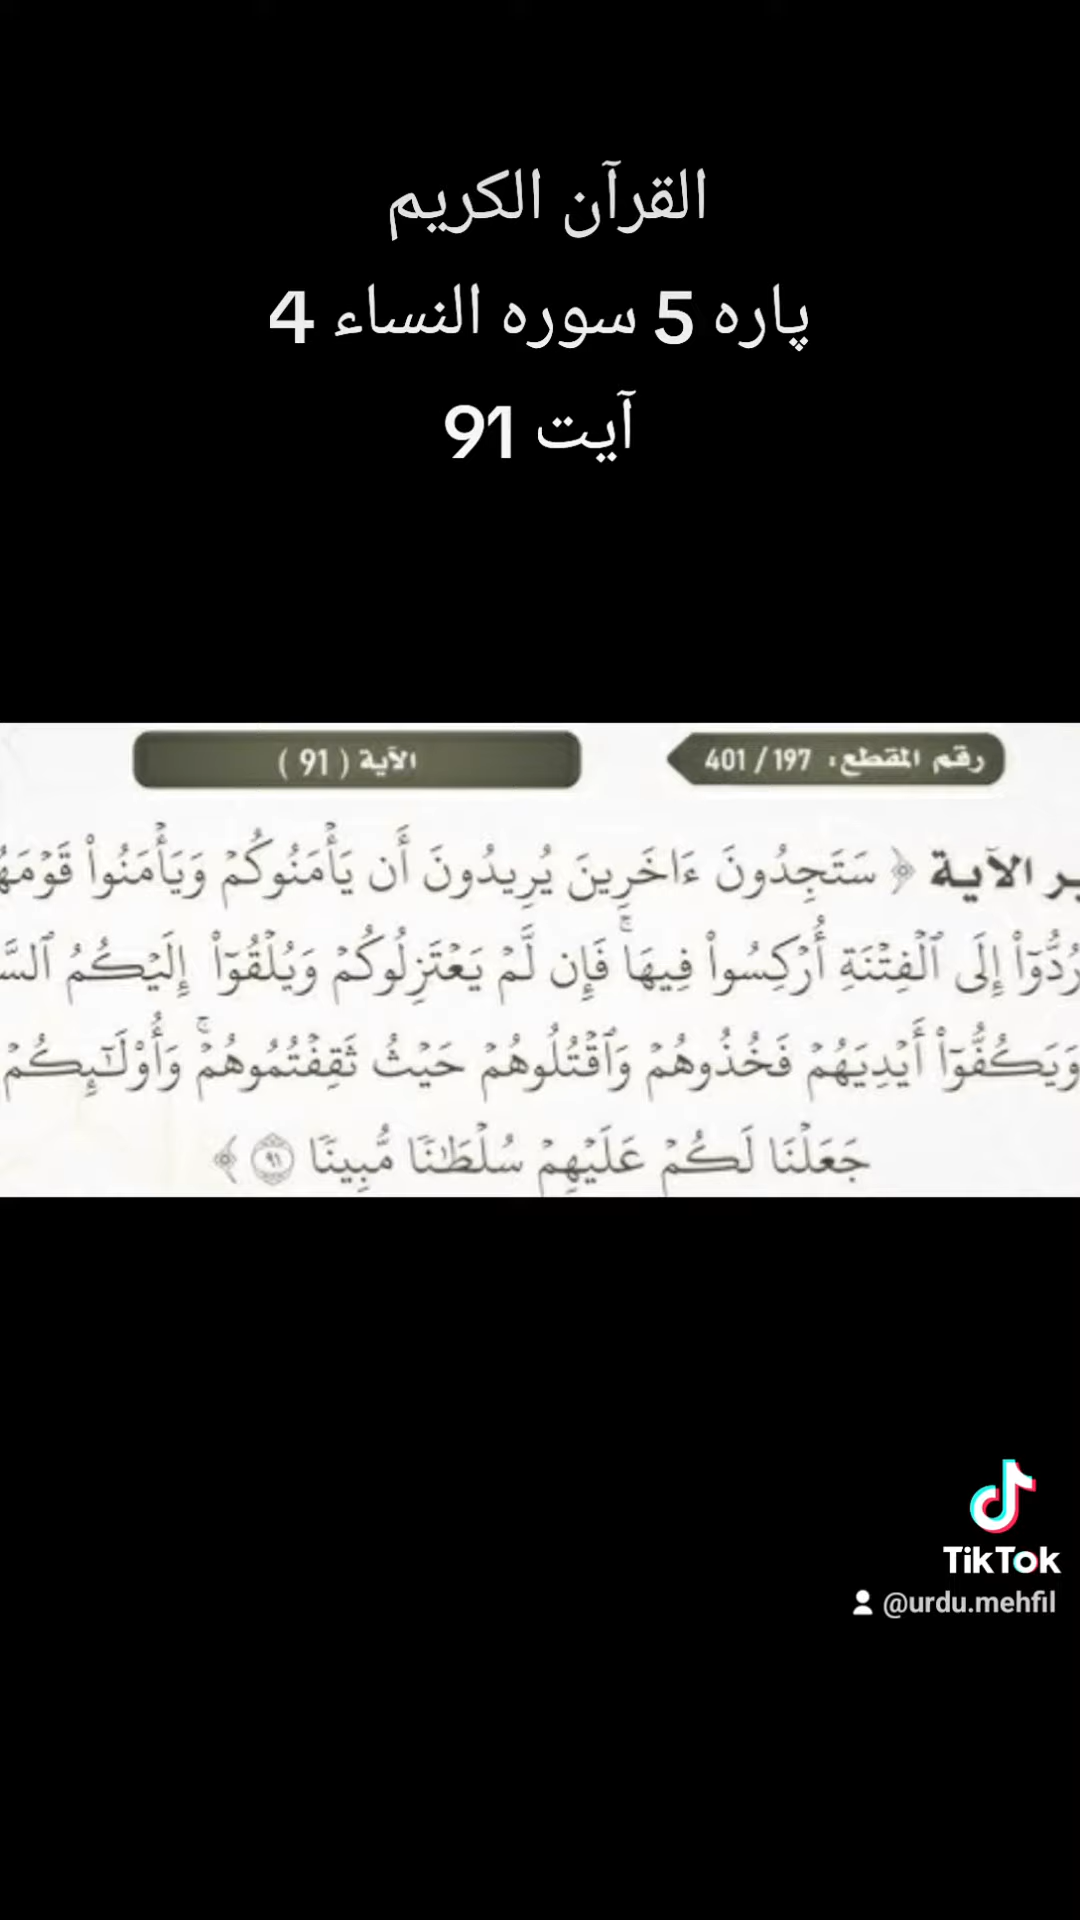 القرآن الكريم
پاره 5 سوره النساء 4
آیت 91
رقم المقطع: 197 / 401
الآية ( 91 )
الآية ﴿ سَتَجِدُونَ ءَاخَرِينَ يُرِيدُونَ أَن يَأۡمَنُوكُمۡ وَيَأۡمَنُواْ
رُدُّوٓاْ إِلَى ٱلۡفِتۡنَةِ أُرۡكِسُواْ فِيهَاۚ فَإِن لَّمۡ يَعۡتَزِلُوكُمۡ وَيُلۡقُوٓاْ إِلَيۡكُمُ
وَيَكُفُّوٓاْ أَيۡدِيَهُمۡ فَخُذُوهُمۡ وَٱقۡتُلُوهُمۡ حَيۡثُ ثَقِفۡتُمُوهُمۡۚ وَأُوْلَٰٓئِكُمۡ
جَعَلۡنَا لَكُمۡ عَلَيۡهِمۡ سُلۡطَٰنٗا مُّبِينٗا ٩١ ﴾
TikTok
@urdu.mehfil